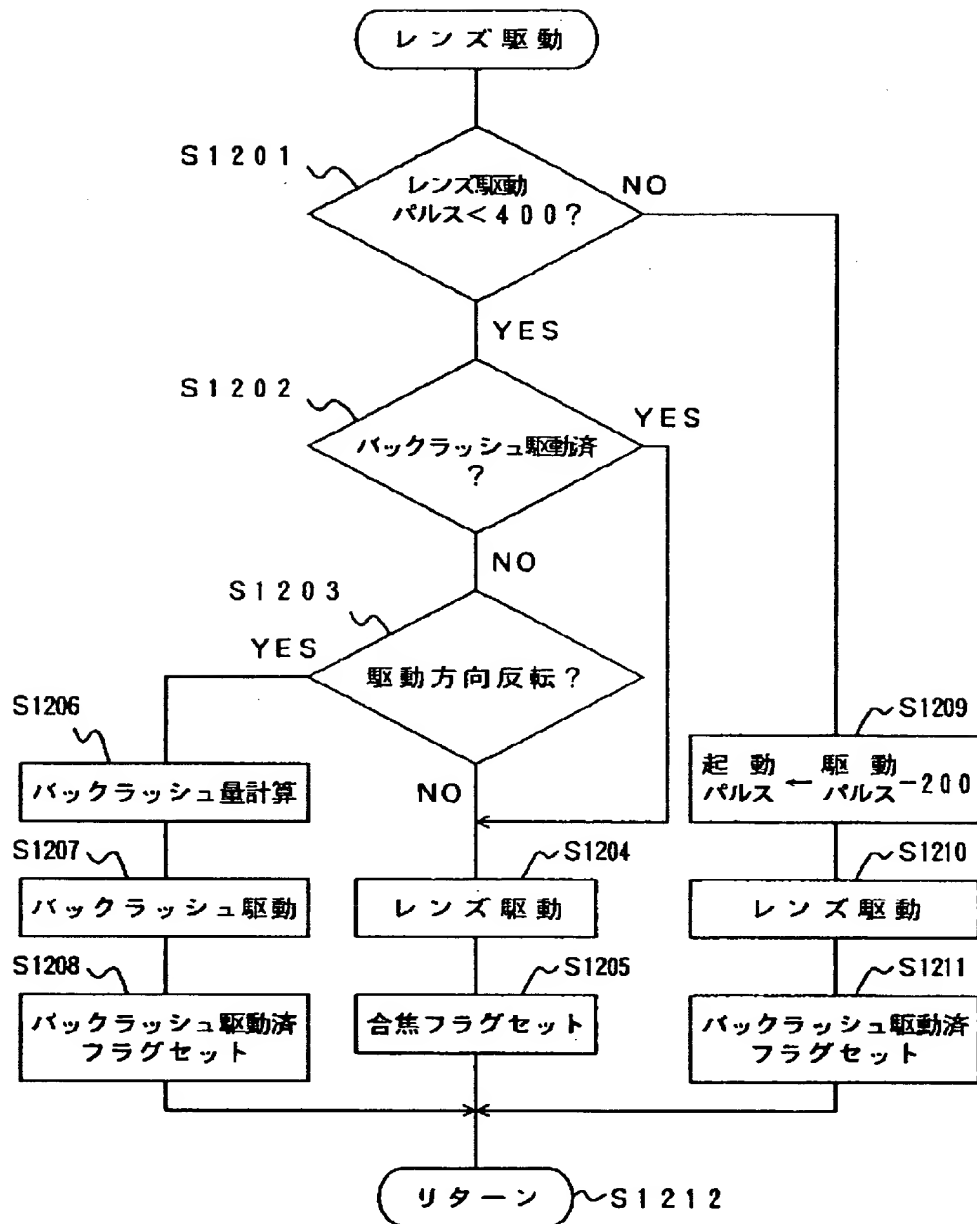 レンズ駆動
S1201
レンズ駆動
パルス<400?
NO
YES
S1202
バックラッシュ駆動済
?
YES
NO
S1203
駆動方向反転?
YES
NO
S1206
バックラッシュ量計算
S1207
バックラッシュ駆動
S1208
バックラッシュ駆動済
フラグセット
S1204
レンズ駆動
S1205
合焦フラグセット
S1209
起動 駆動
パルス ← パルス-200
S1210
レンズ駆動
S1211
バックラッシュ駆動済
フラグセット
リターン
S1212